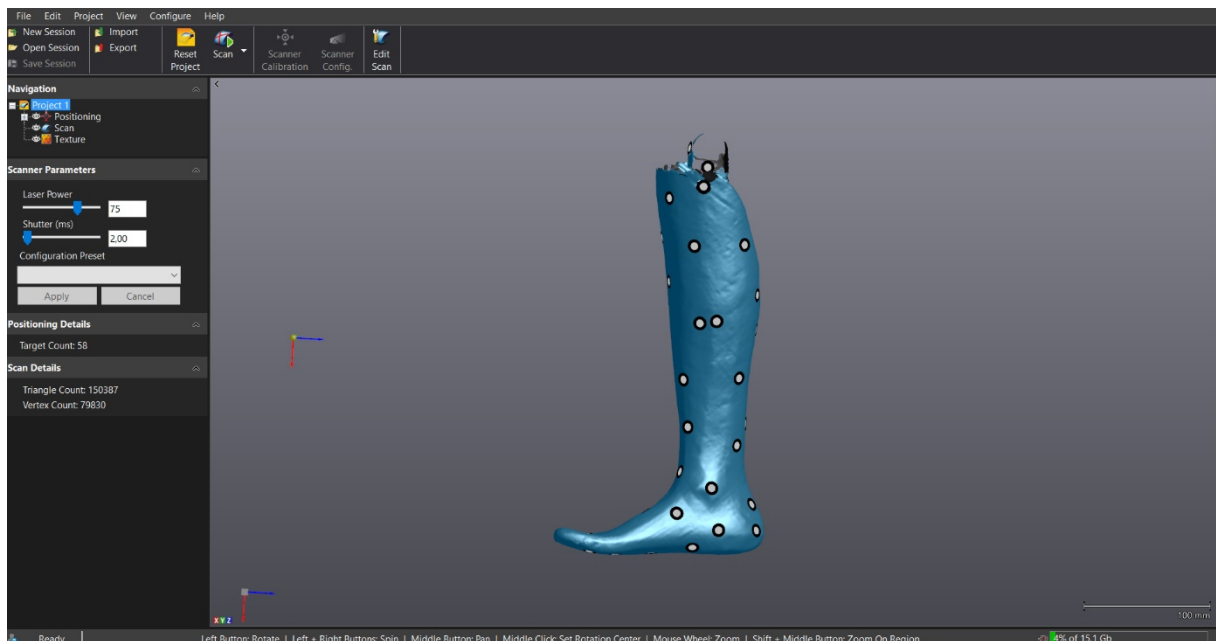 File Edit Project View Configure Help
New Session Import
Open Session Export
Save Session
Reset Project
Scan
Scanner Calibration
Scanner Config.
Edit Scan
Navigation
Project 1
Positioning
Scan
Texture
Scanner Parameters
Laser Power
75
Shutter (ms)
2,00
Configuration Preset
Apply Cancel
Positioning Details
Target Count: 58
Scan Details
Triangle Count: 150387
Vertex Count: 79830
X Y Z
100 mm
Ready Left Button: Rotate | Left + Right Buttons: Spin | Middle Button: Pan | Middle Click: Set Rotation Center | Mouse Wheel: Zoom | Shift + Middle Button: Zoom On Region 4% of 15.1 Gb